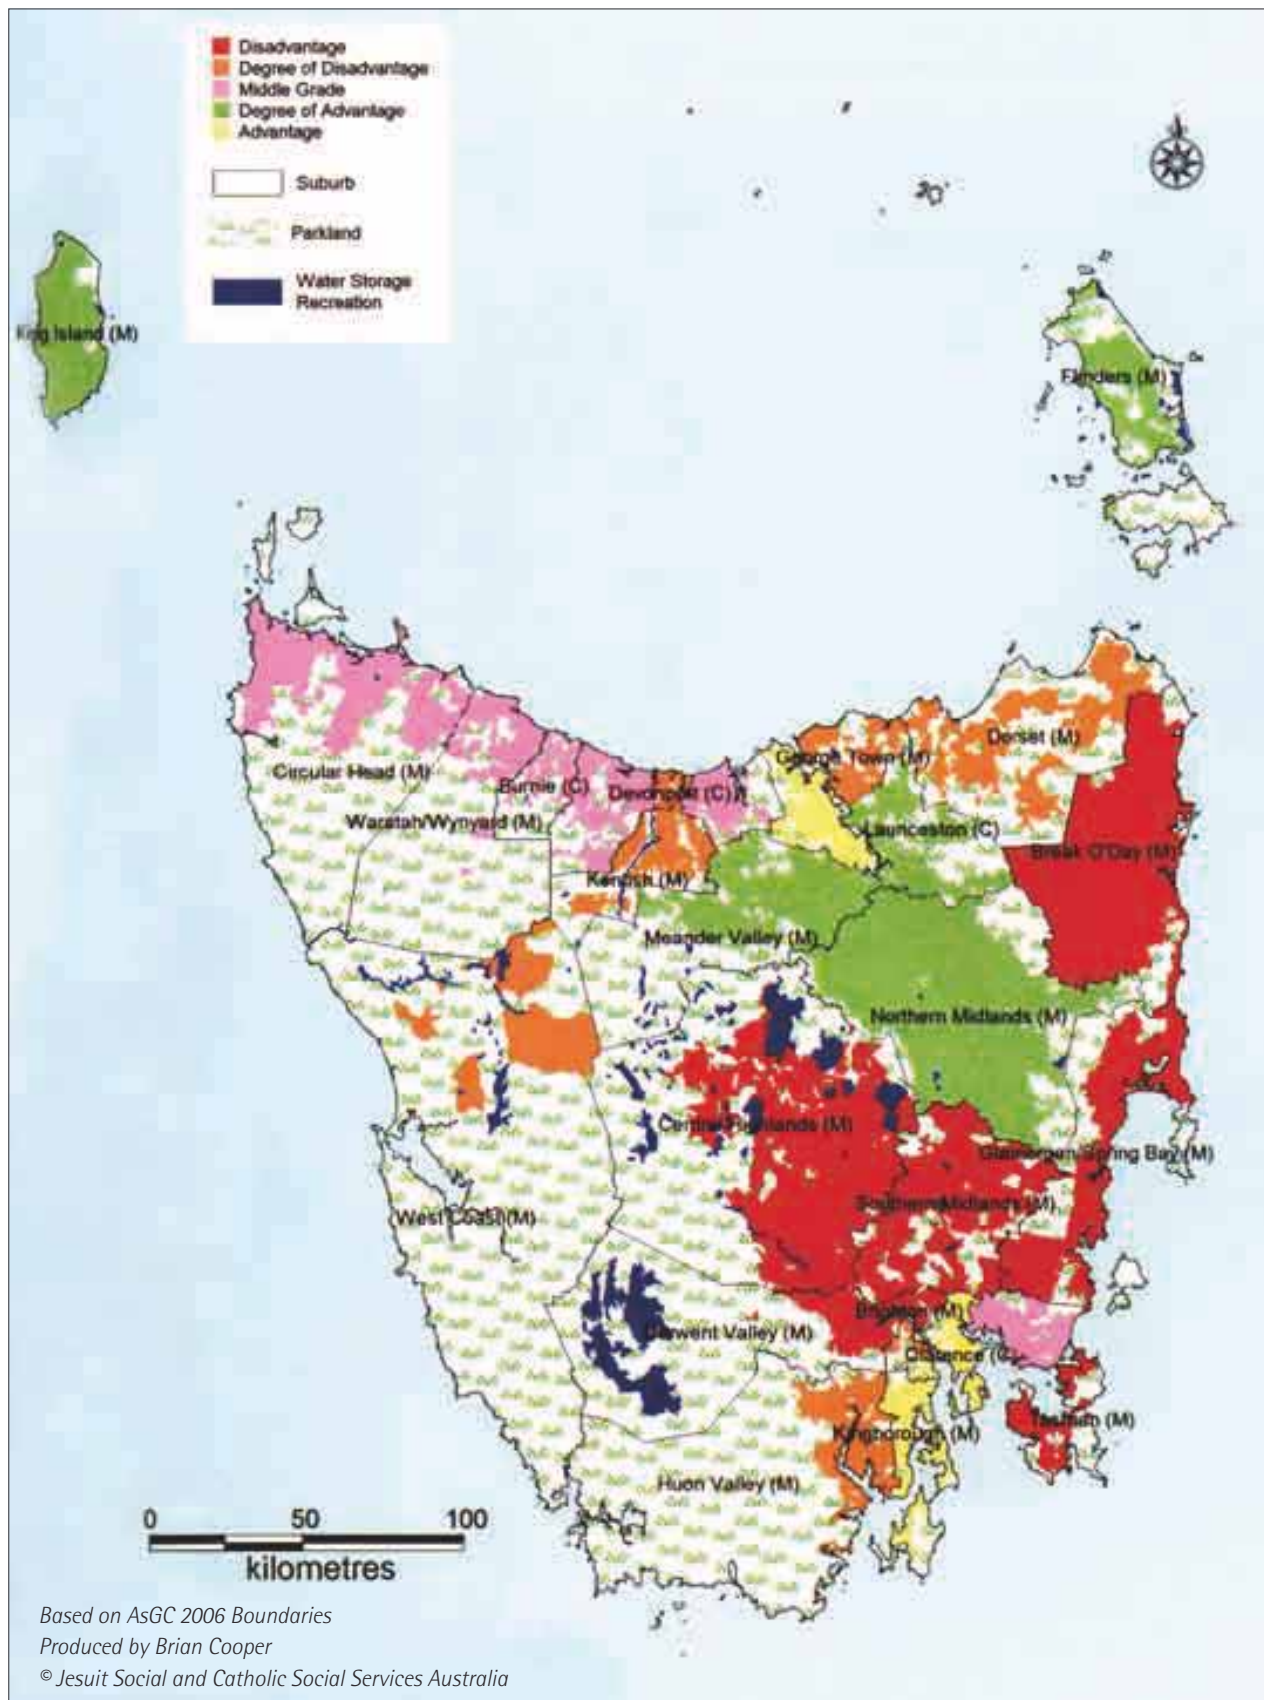 Disadvantage
Degree of Disadvantage
Middle Grade
Degree of Advantage
Advantage
Suburb
Parkland
Water Storage
Recreation
King Island (M)
Flinders (M)
Circular Head (M)
Waratah/Wynyard (M)
Burnie (C)
Devonport (C)
George Town (M)
Dorset (M)
Launceston (C)
Break O'Day (M)
Kentish (M)
Meander Valley (M)
Northern Midlands (M)
Central Highlands (M)
Glamorgan/Spring Bay (M)
Southern Midlands (M)
West Coast (M)
Brighton (M)
Derwent Valley (M)
Clarence (C)
Tasman (M)
Kingborough (M)
Huon Valley (M)
0 50 100
kilometres
Based on AsGC 2006 Boundaries
Produced by Brian Cooper
© Jesuit Social and Catholic Social Services Australia